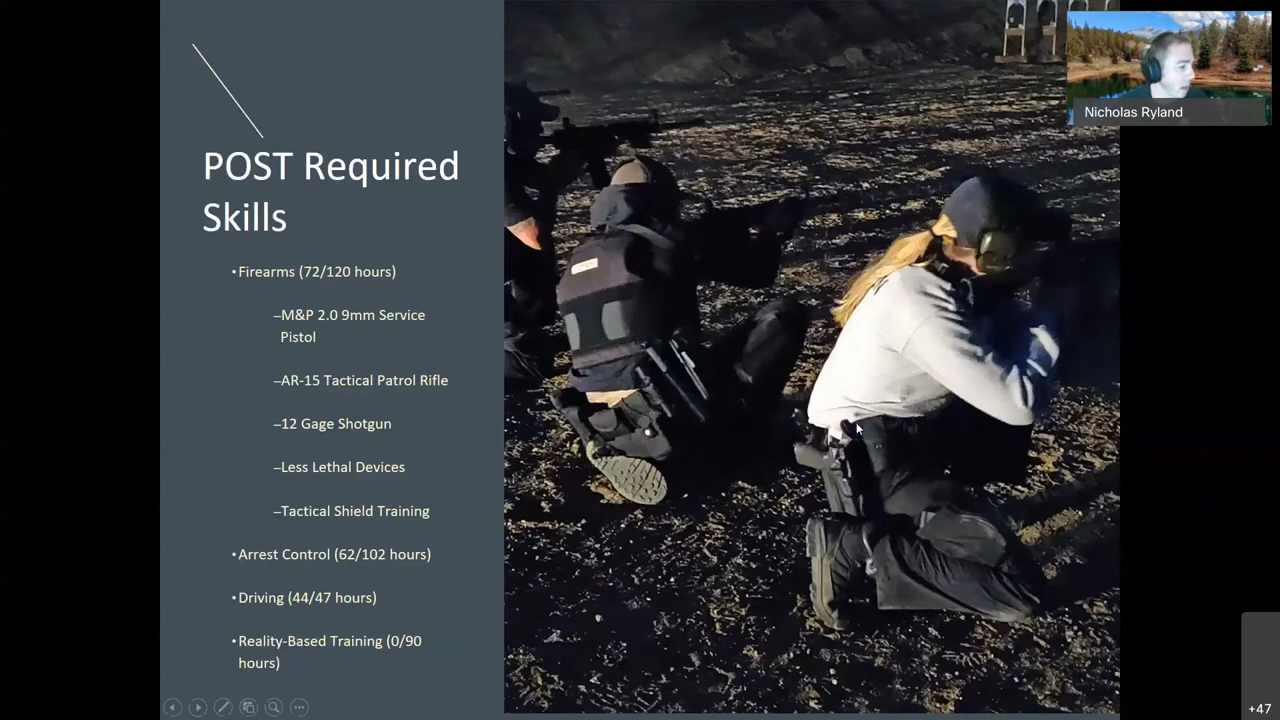 POST Required
Skills
•Firearms (72/120 hours)
–M&P 2.0 9mm Service
Pistol
–AR-15 Tactical Patrol Rifle
–12 Gage Shotgun
–Less Lethal Devices
–Tactical Shield Training
•Arrest Control (62/102 hours)
•Driving (44/47 hours)
•Reality-Based Training (0/90
hours)
Nicholas Ryland
+47